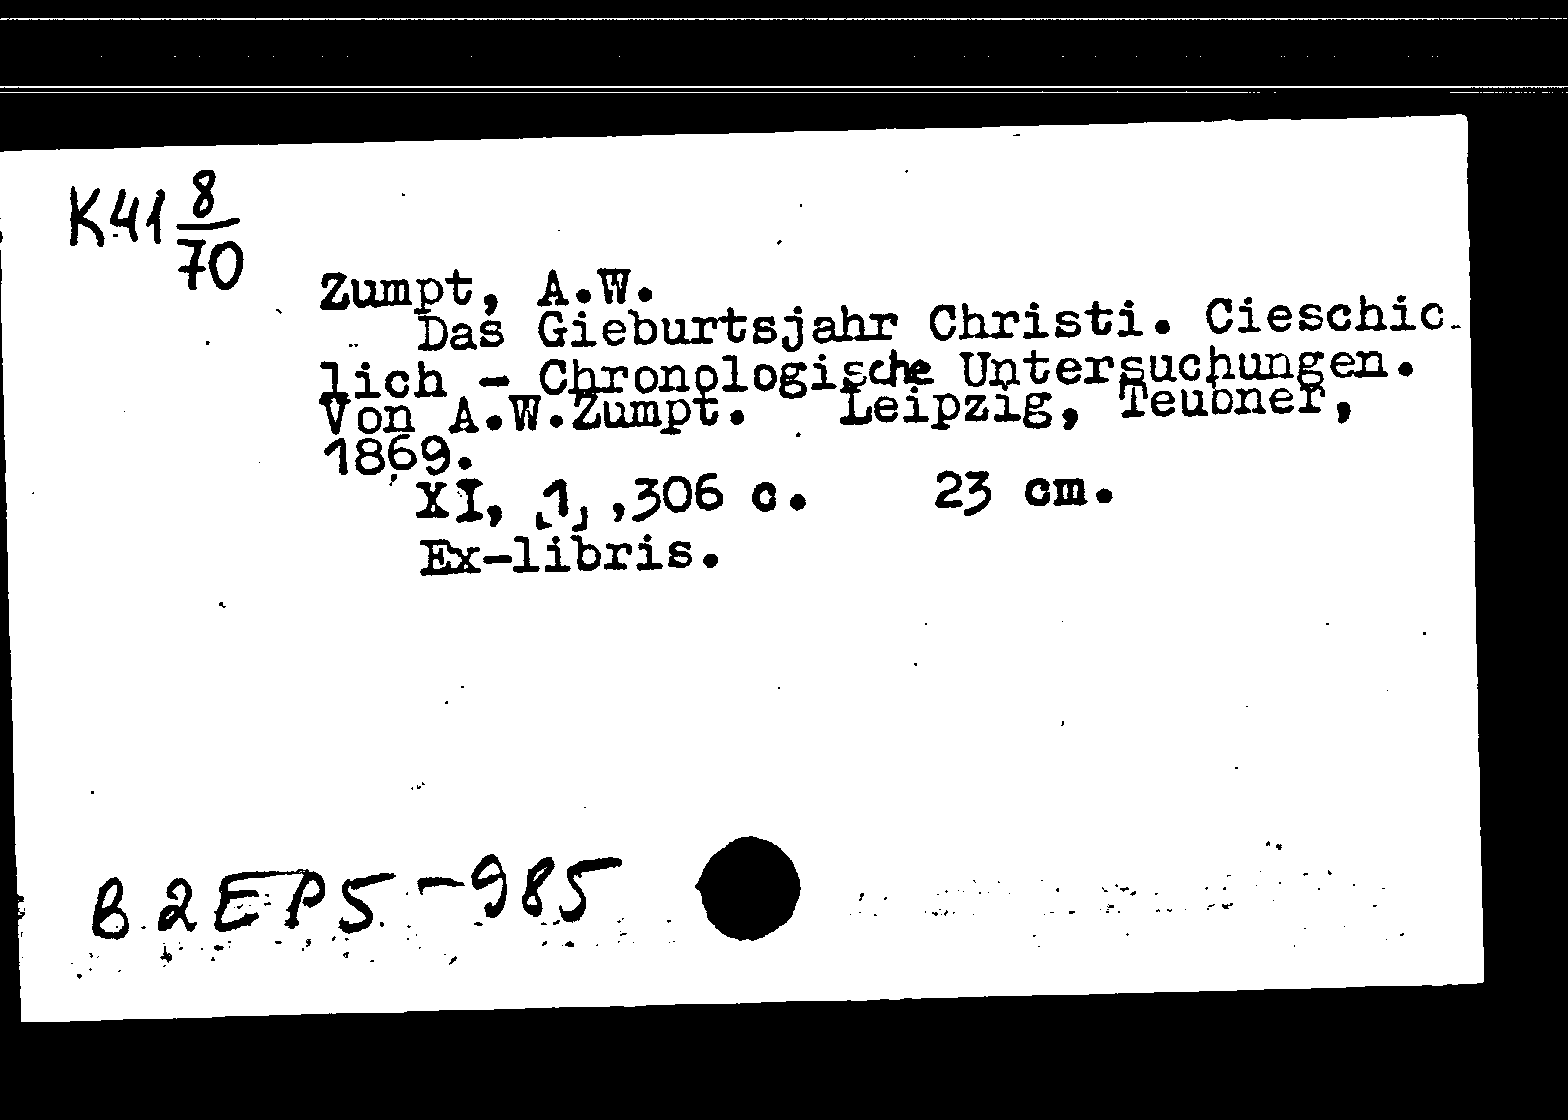 K41 8/70
Zumpt, A.W.
Das Gieburtsjahr Christi. Cieschic-
lich - Chronologische Untersuchungen.
Von A.W.Zumpt. Leipzig, Teubner,
1869.
XI, [1] ,306 c. 23 cm.
Ex-libris.
B.2EP5.-985